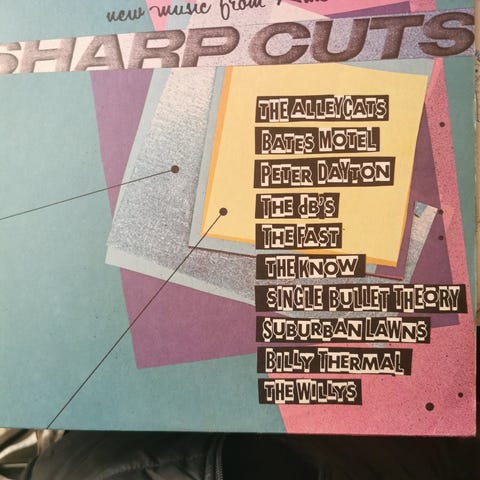 new music from
SHARP CUTS
THE ALLEYCATS
BATES MOTEL
PETER DAYTON
THE dB'S
THE FAST
THE KNOW
SINGLE BULLET THEORY
SUBURBAN LAWNS
BILLY THERMAL
THE WILLYS